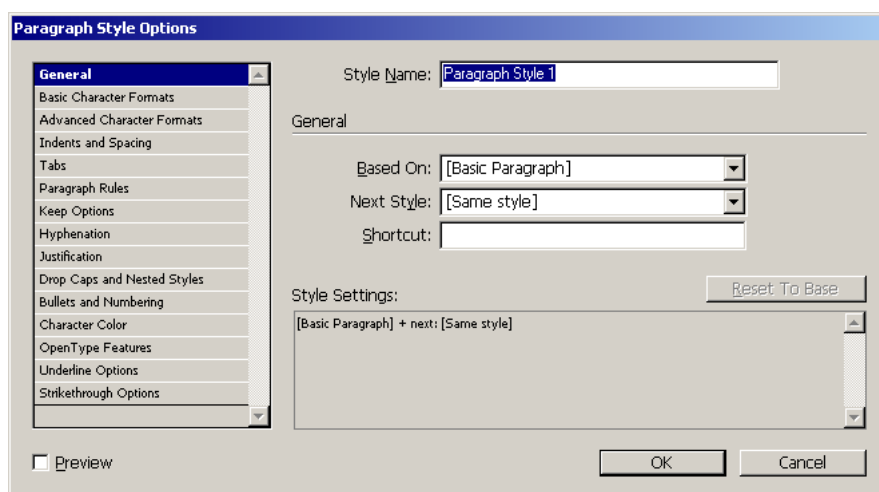 Paragraph Style Options
General
Basic Character Formats
Advanced Character Formats
Indents and Spacing
Tabs
Paragraph Rules
Keep Options
Hyphenation
Justification
Drop Caps and Nested Styles
Bullets and Numbering
Character Color
OpenType Features
Underline Options
Strikethrough Options
Preview
Style Name: Paragraph Style 1
General
Based On: [Basic Paragraph]
Next Style: [Same style]
Shortcut:
Style Settings:
Reset To Base
[Basic Paragraph] + next: [Same style]
OK
Cancel